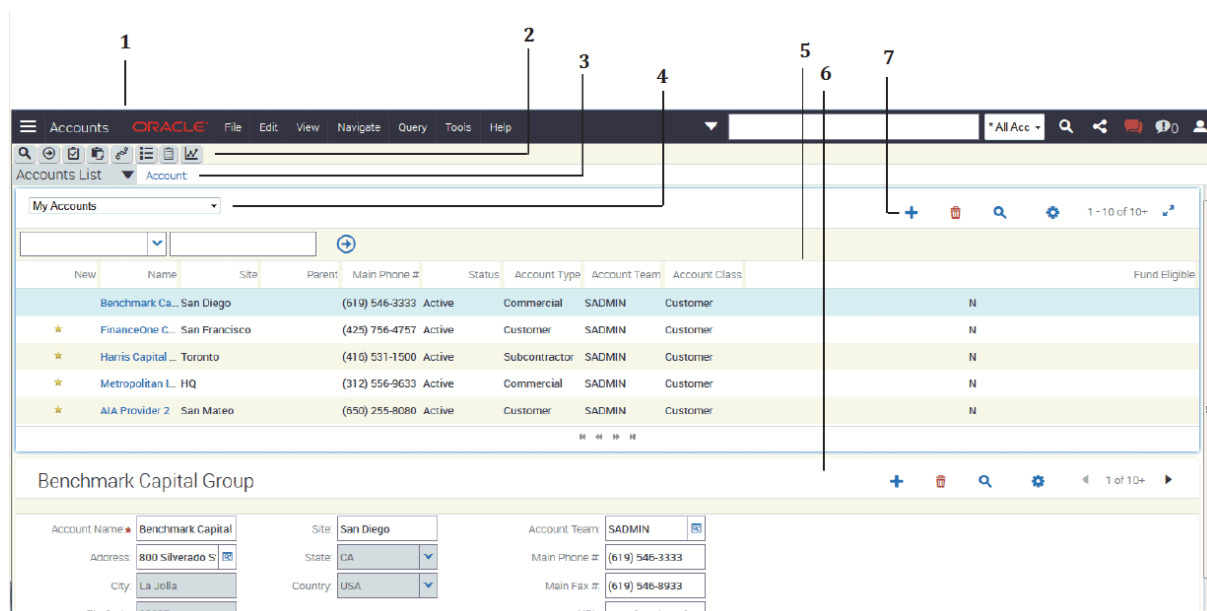 1
2
3
4
5
6
7
Accounts ORACLE File Edit View Navigate Query Tools Help * All Acc 0
Accounts List Account
My Accounts 1 - 10 of 10+
New Name Site Parent Main Phone # Status Account Type Account Team Account Class Fund Eligible
Benchmark Ca... San Diego (619) 546-3333 Active Commercial SADMIN Customer N
FinanceOne C... San Francisco (425) 756-4757 Active Customer SADMIN Customer N
Harris Capital ... Toronto (416) 531-1500 Active Subcontractor SADMIN Customer N
Metropolitan I... HQ (312) 556-9633 Active Commercial SADMIN Customer N
AIA Provider 2 San Mateo (650) 255-8080 Active Customer SADMIN Customer N
Benchmark Capital Group 1 of 10+
Account Name: Benchmark Capital Site: San Diego Account Team: SADMIN
Address: 800 Silverado S State: CA Main Phone #: (619) 546-3333
City: La Jolla Country: USA Main Fax #: (619) 546-8933